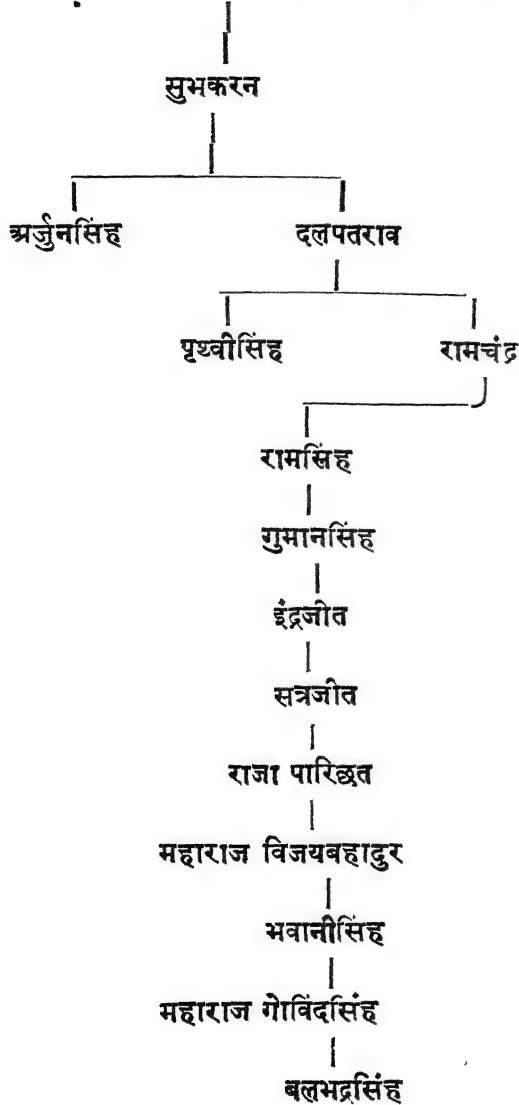 सुभकरन
अर्जुनसिंह दलपतराव
पृथ्वीसिंह रामचंद्र
रामसिंह
गुमानसिंह
इंद्रजीत
सत्रजीत
राजा पारिछत
महाराज विजयबहादुर
भवानीसिंह
महाराज गोविंदसिंह
बलभद्रसिंह